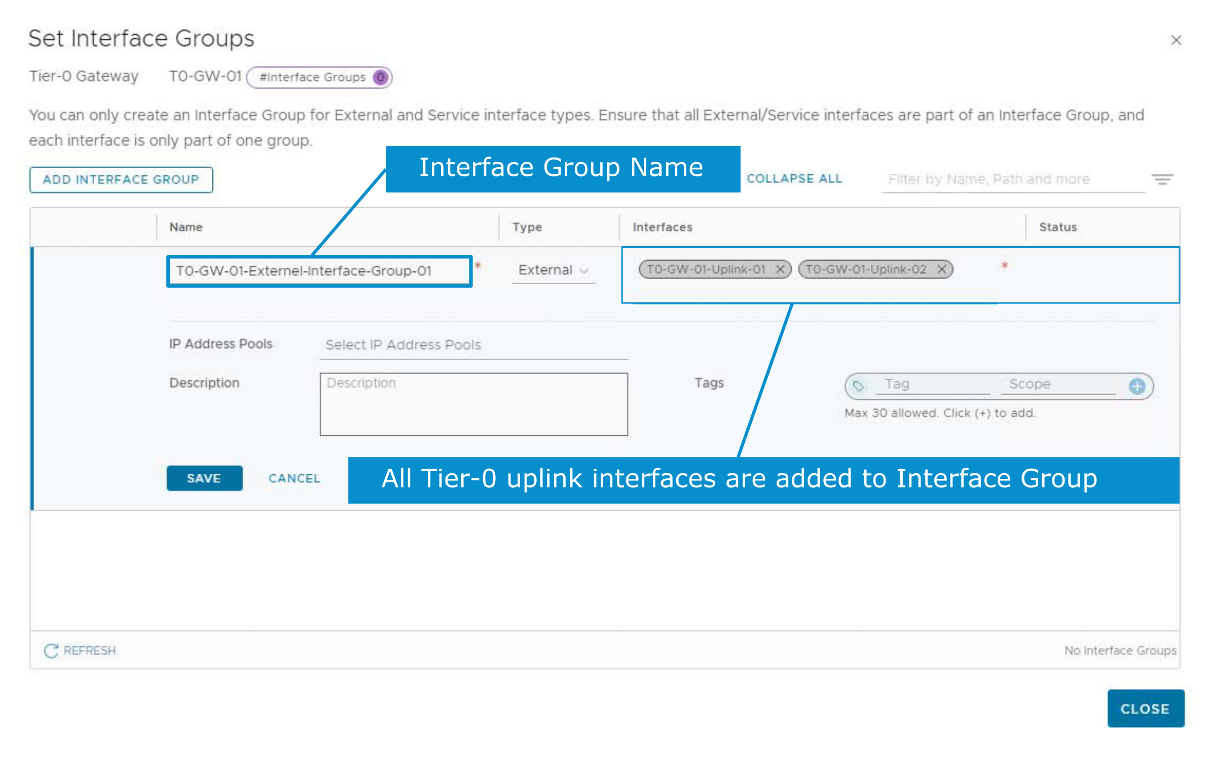 Set Interface Groups
×
Tier-0 Gateway T0-GW-01 #Interface Groups 0
You can only create an Interface Group for External and Service interface types. Ensure that all External/Service interfaces are part of an Interface Group, and
each interface is only part of one group.
Interface Group Name
ADD INTERFACE GROUP COLLAPSE ALL Filter by Name, Path and more
Name Type Interfaces Status
T0-GW-01-Externel-Interface-Group-01 * External T0-GW-01-Uplink-01 × T0-GW-01-Uplink-02 × *
IP Address Pools Select IP Address Pools
Description Description Tags Tag Scope
Max 30 allowed. Click (+) to add.
SAVE CANCEL All Tier-0 uplink interfaces are added to Interface Group
REFRESH No Interface Groups
CLOSE